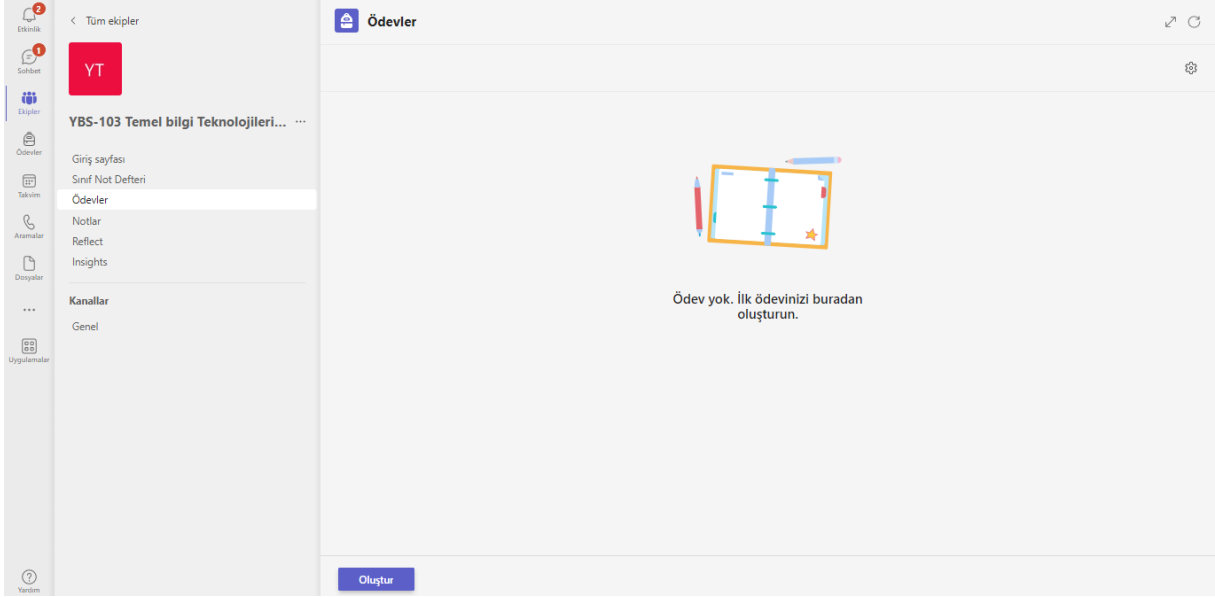 2
Etkinlik
1
Sohbet
Ekipler
Ödevler
Takvim
Aramalar
Dosyalar
Uygulamalar
Yardım
Tüm ekipler
YT
YBS-103 Temel bilgi Teknolojileri...
Giriş sayfası
Sınıf Not Defteri
Ödevler
Notlar
Reflect
Insights
Kanallar
Genel
Ödevler
Ödev yok. İlk ödevinizi buradan
oluşturun.
Oluştur